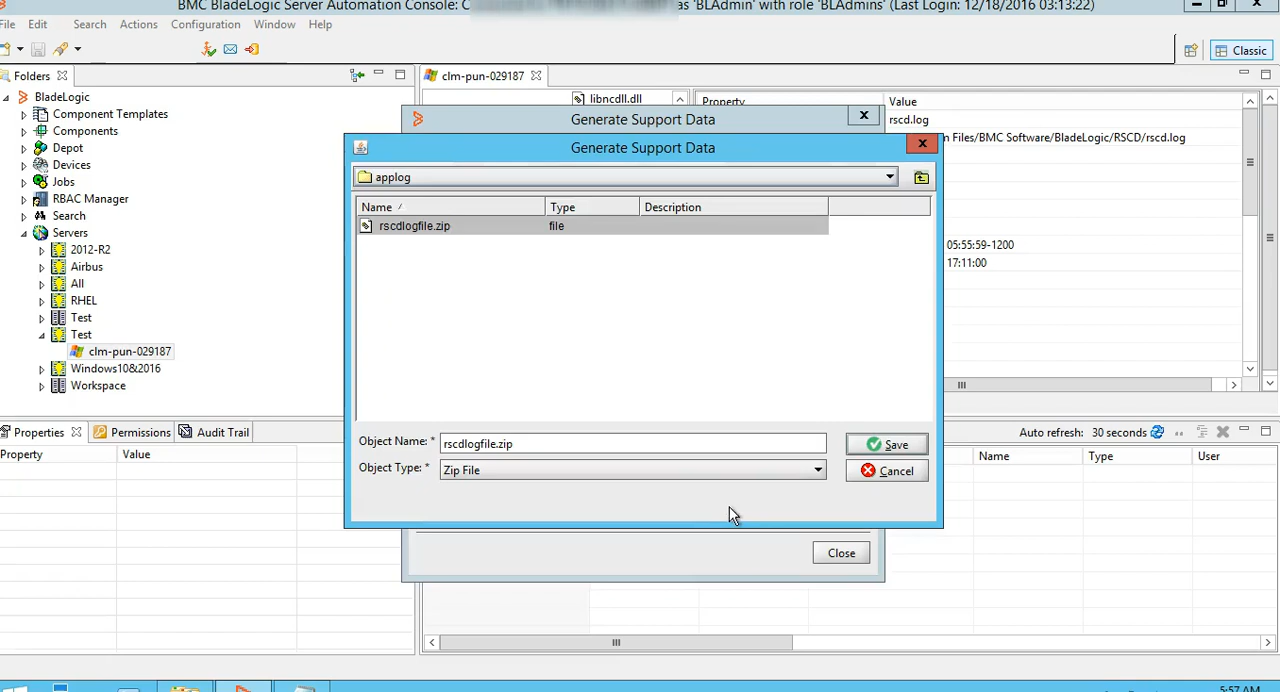 BMC BladeLogic Server Automation Console: as 'BLAdmin' with role 'BLAdmins' (Last Login: 12/18/2016 03:13:22)
File Edit Search Actions Configuration Window Help
Classic
Folders
clm-pun-029187
BladeLogic
Component Templates
Components
Depot
Devices
Jobs
RBAC Manager
Search
Servers
2012-R2
Airbus
All
RHEL
Test
Test
clm-pun-029187
Windows10&2016
Workspace
libncdll.dll
Property Value
rscd.log
n Files/BMC Software/BladeLogic/RSCD/rscd.log
05:55:59-1200
17:11:00
Generate Support Data
Generate Support Data
applog
Name Type Description
rscdlogfile.zip file
Object Name: * rscdlogfile.zip
Save
Object Type: * Zip File
Cancel
Close
Properties Permissions Audit Trail
Property Value
Auto refresh: 30 seconds
Name Type User
5:57 AM